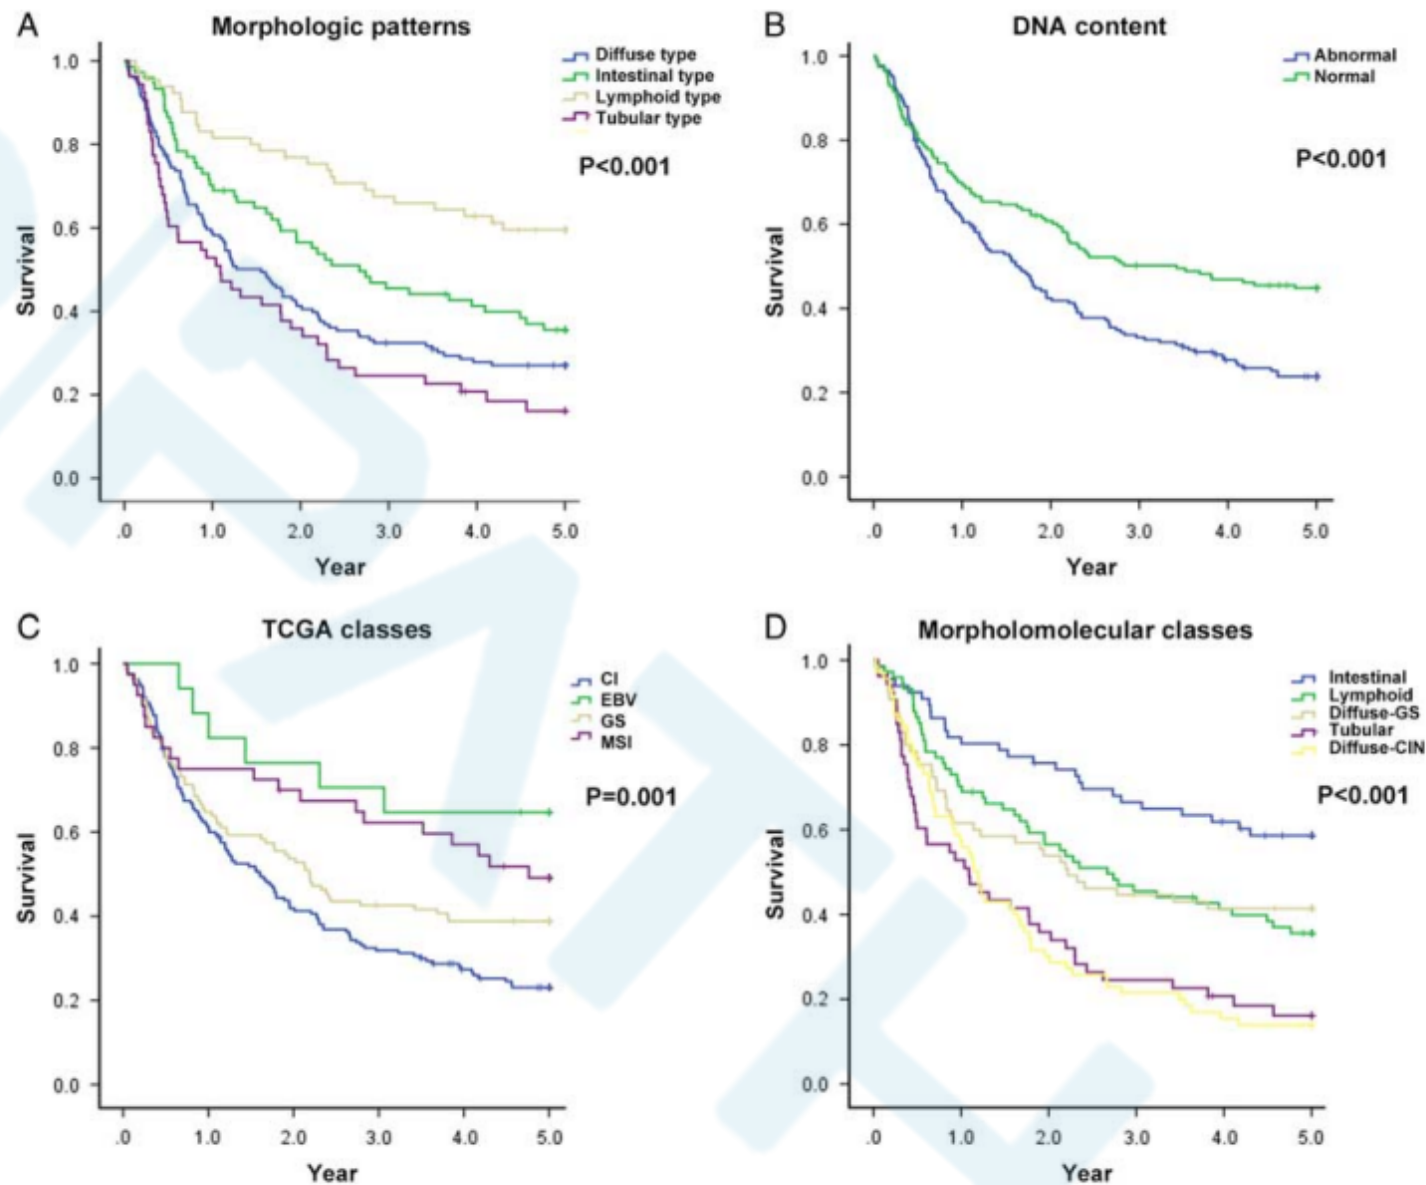 A
Morphologic patterns
Diffuse type
Intestinal type
Lymphoid type
Tubular type
P<0.001
1.0
0.8
0.6
0.4
0.2
0.0
Survival
.0 1.0 2.0 3.0 4.0 5.0
Year
B
DNA content
Abnormal
Normal
P<0.001
1.0
0.8
0.6
0.4
0.2
0.0
Survival
.0 1.0 2.0 3.0 4.0 5.0
Year
C
TCGA classes
CI
EBV
GS
MSI
P=0.001
1.0
0.8
0.6
0.4
0.2
0.0
Survival
.0 1.0 2.0 3.0 4.0 5.0
Year
D
Morpholomolecular classes
Intestinal
Lymphoid
Diffuse-GS
Tubular
Diffuse-CIN
P<0.001
1.0
0.8
0.6
0.4
0.2
0.0
Survival
.0 1.0 2.0 3.0 4.0 5.0
Year